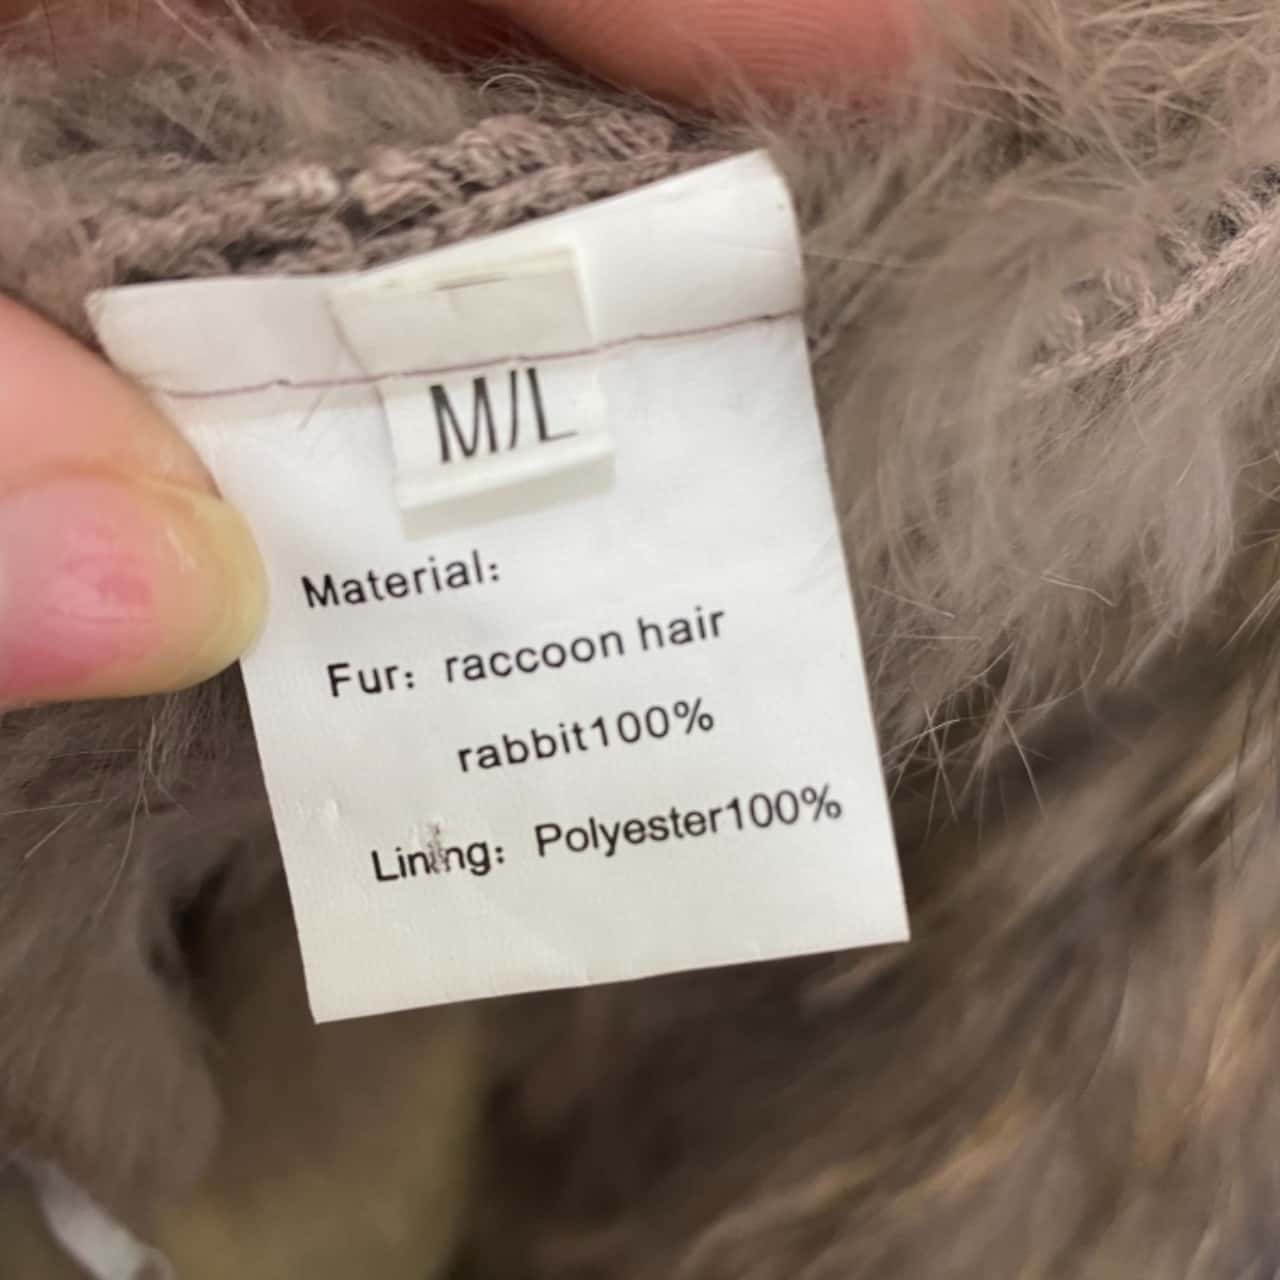 M/L
Material:
Fur: raccoon hair
rabbit100%
Lining: Polyester100%